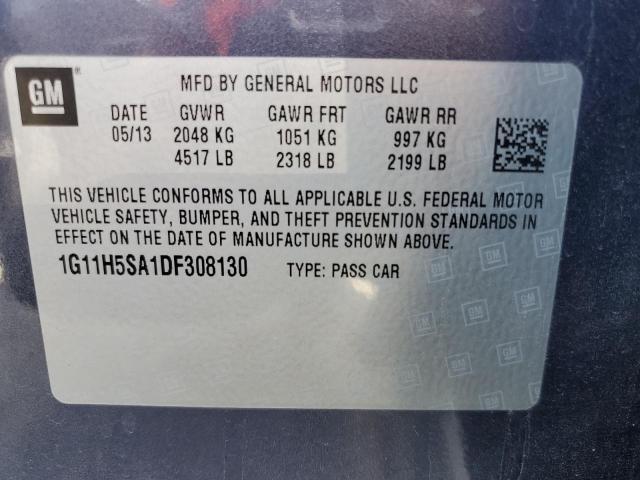 GM ®
MFD BY GENERAL MOTORS LLC
DATE GVWR GAWR FRT GAWR RR
05/13 2048 KG 1051 KG 997 KG
4517 LB 2318 LB 2199 LB
THIS VEHICLE CONFORMS TO ALL APPLICABLE U.S. FEDERAL MOTOR
VEHICLE SAFETY, BUMPER, AND THEFT PREVENTION STANDARDS IN
EFFECT ON THE DATE OF MANUFACTURE SHOWN ABOVE.
1G11H5SA1DF308130 TYPE: PASS CAR